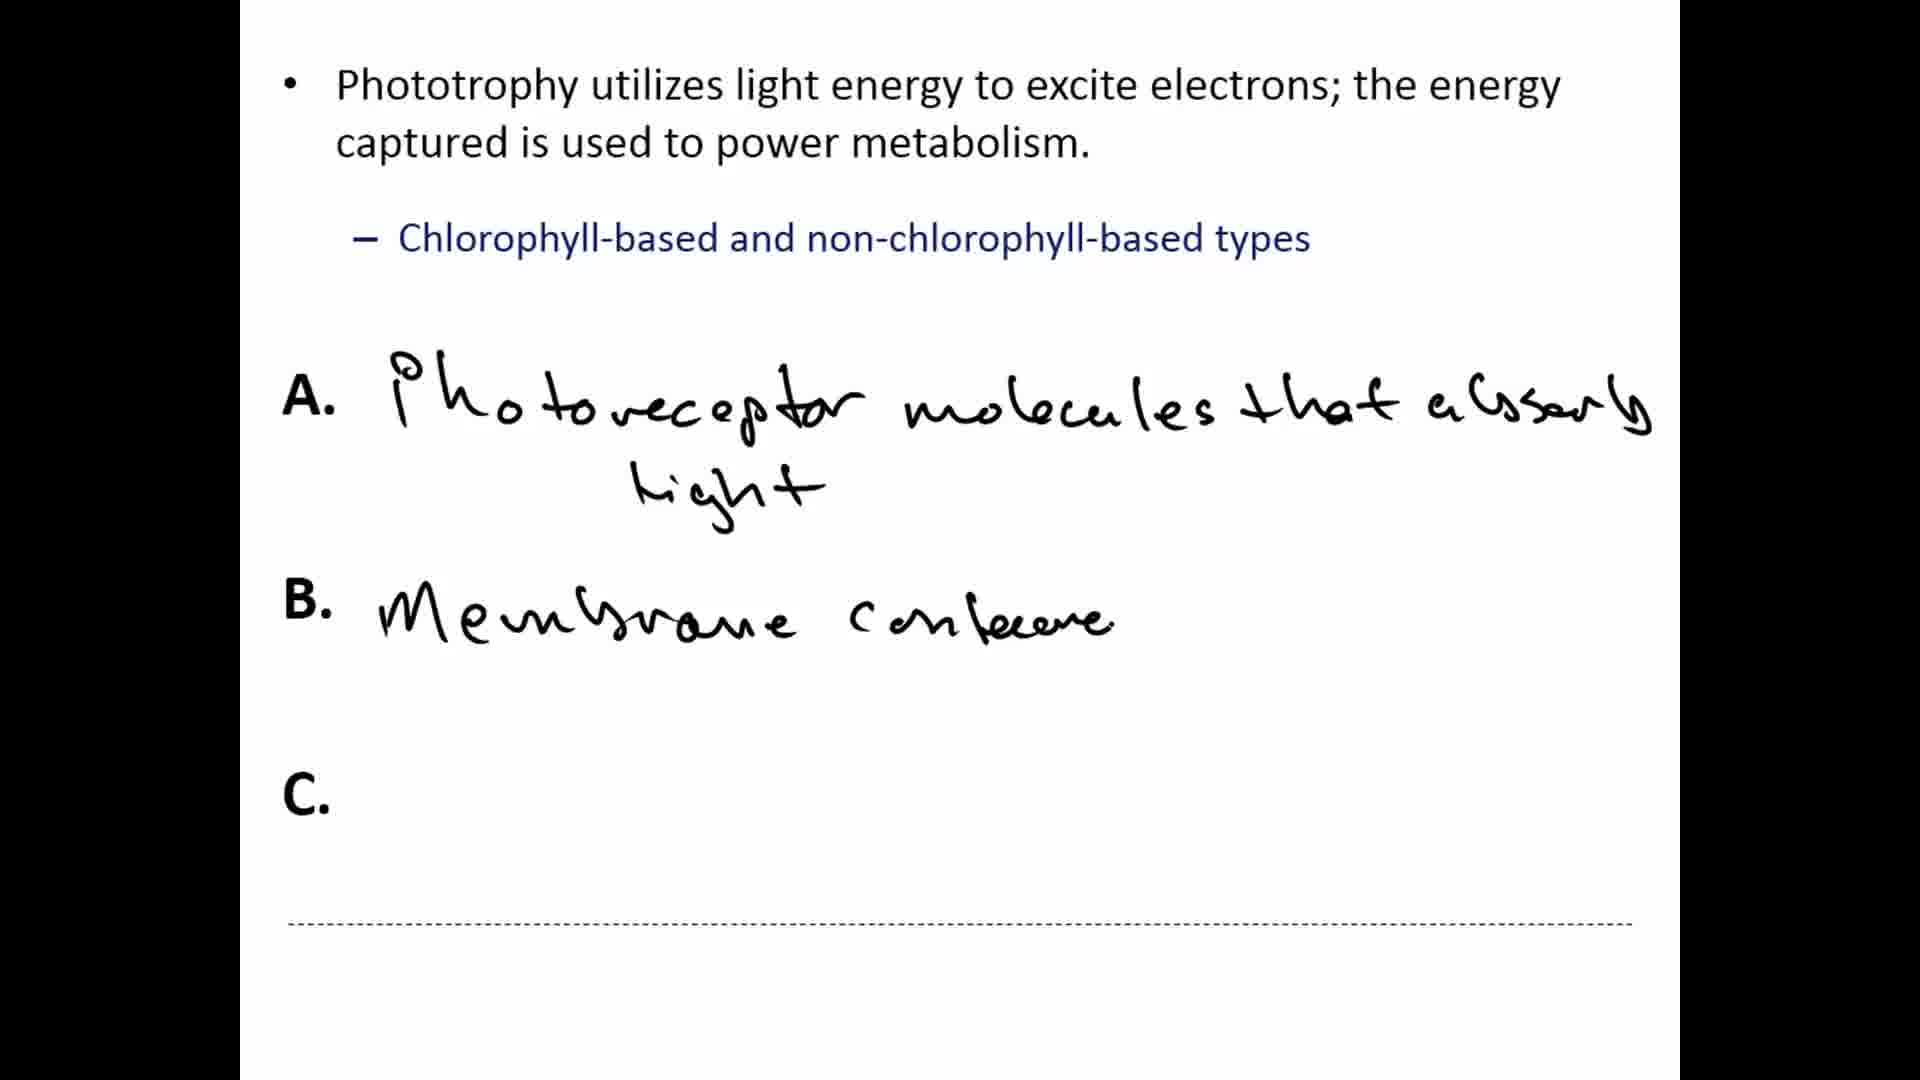 • Phototrophy utilizes light energy to excite electrons; the energy
captured is used to power metabolism.
– Chlorophyll-based and non-chlorophyll-based types
A. Photoreceptor molecules that absorb
light
B. Membrane
C.